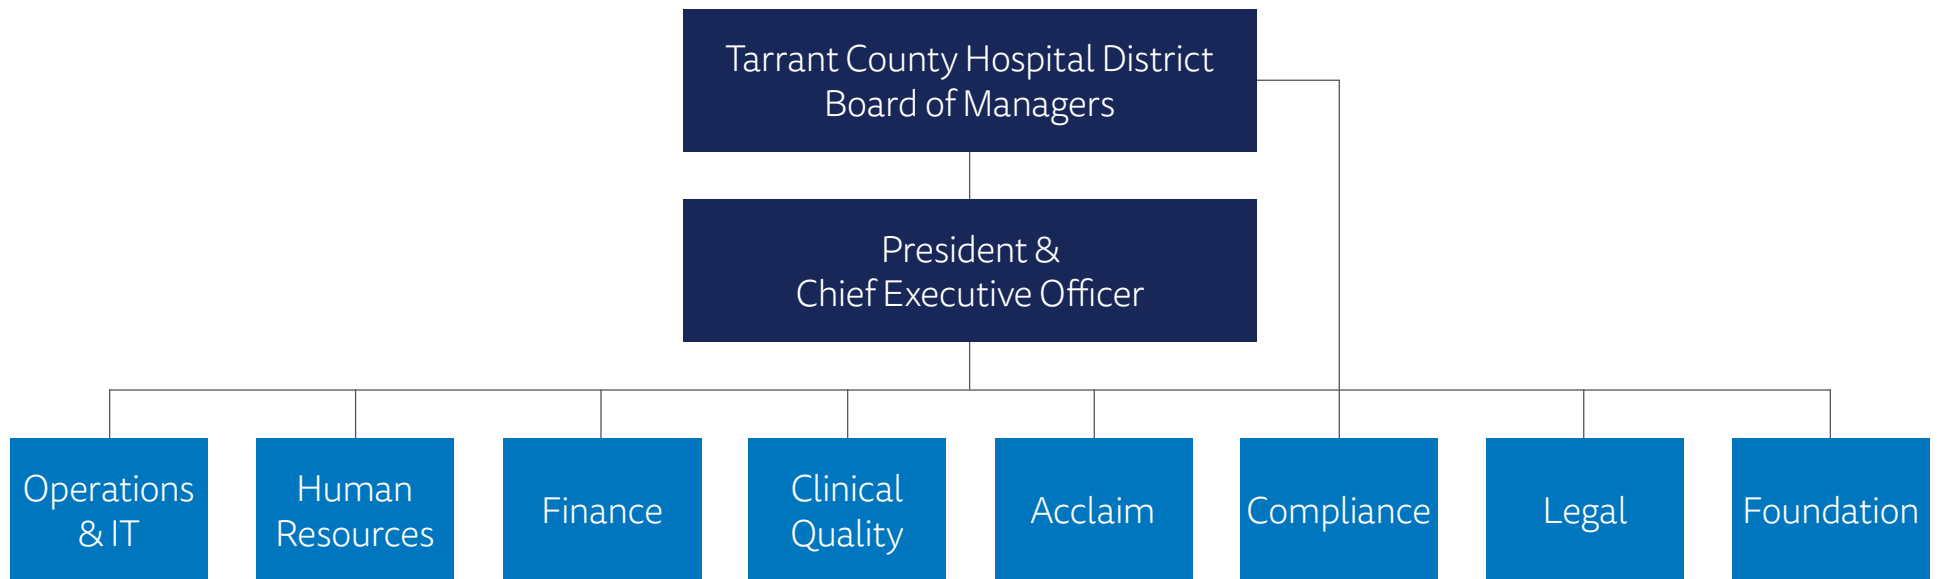 Tarrant County Hospital District
Board of Managers
President &
Chief Executive Officer
Operations
& IT
Human
Resources
Finance
Clinical
Quality
Acclaim
Compliance
Legal
Foundation